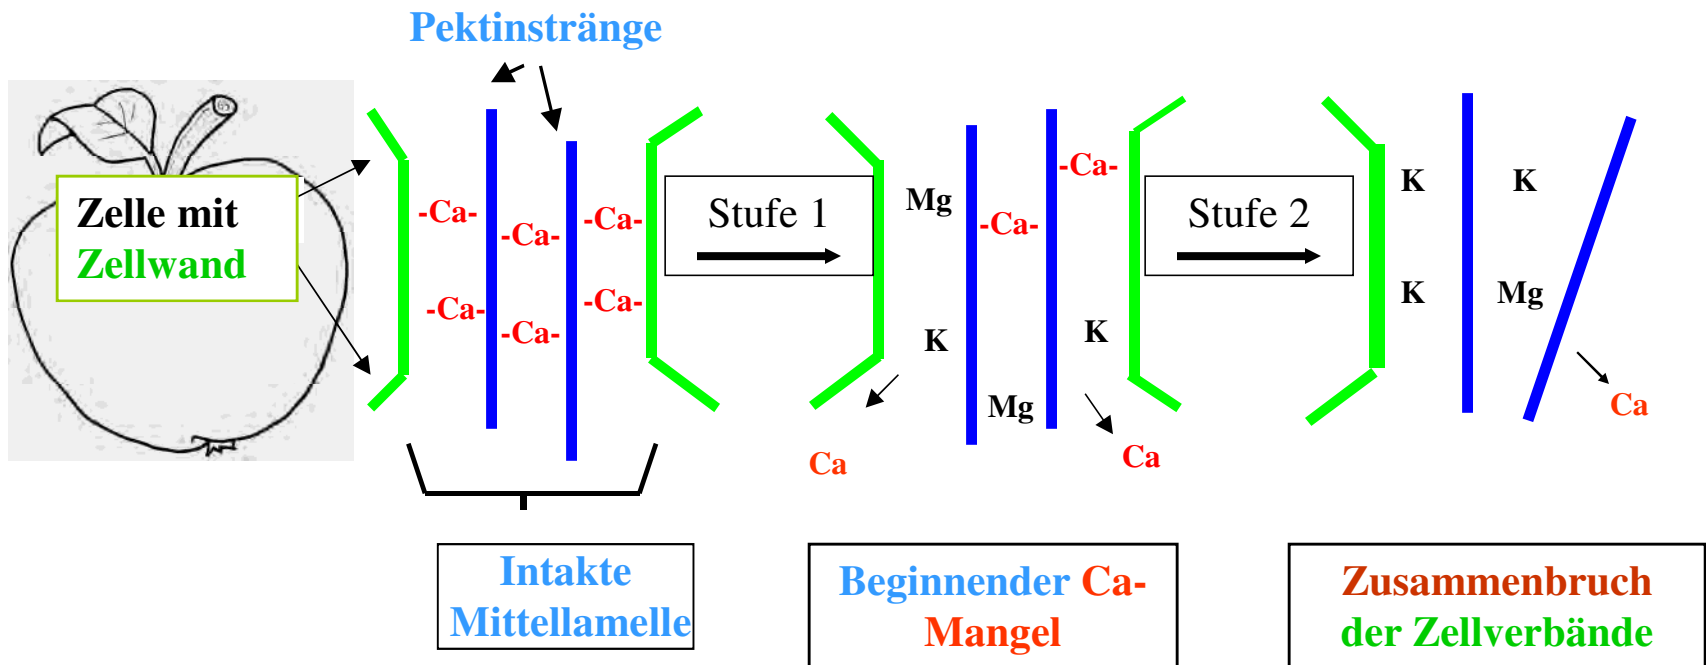 Pektinstränge
Zelle mit
Zellwand
-Ca-
-Ca-
-Ca-
-Ca-
-Ca-
-Ca-
Stufe 1
Mg
-Ca-
-Ca-
K
K
Mg
Ca
Ca
Stufe 2
K
K
K
Mg
Ca
Intakte
Mittellamelle
Beginnender Ca-
Mangel
Zusammenbruch
der Zellverbände